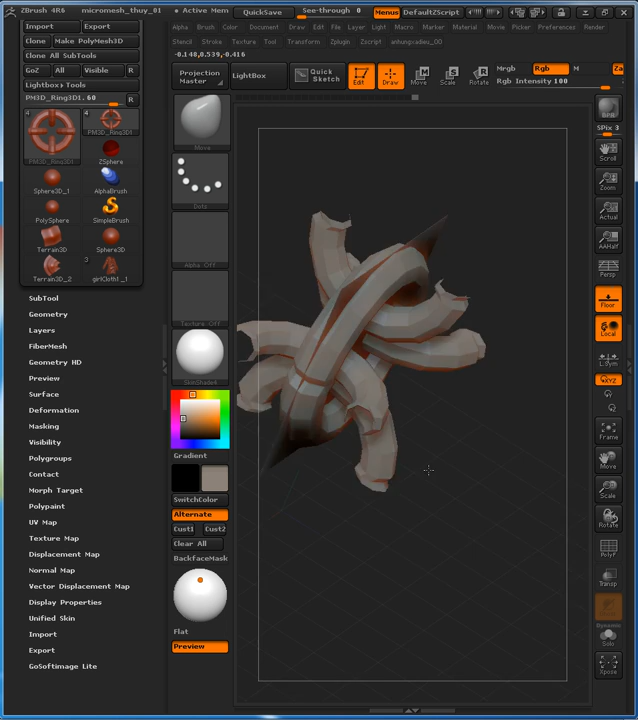 ZBrush 4R6 micromesh_thuy_01 • Active Mem QuickSave See-through 0 Menus DefaultZScript
Import Export
Clone Make PolyMesh3D
Clone All SubTools
GoZ All Visible R
Lightbox▸Tools
PM3D_Ring3D1. 60 R
4 4
PM3D_Ring3D1 PM3D_Ring3D1
ZSphere
Sphere3D_1 AlphaBrush
PolySphere SimpleBrush
Terrain3D Sphere3D
3
Terrain3D_2 girlCloth1_1
SubTool
Geometry
Layers
FiberMesh
Geometry HD
Preview
Surface
Deformation
Masking
Visibility
Polygroups
Contact
Morph Target
Polypaint
UV Map
Texture Map
Displacement Map
Normal Map
Vector Displacement Map
Display Properties
Unified Skin
Import
Export
GoSoftimage Lite
Alpha Brush Color Document Draw Edit File Layer Light Macro Marker Material Movie Picker Preferences Render
Stencil Stroke Texture Tool Transform Zplugin Zscript anhungxadieu_00
-0.148,0.539,-0.416
Projection Master LightBox Quick Sketch Edit Draw Move Scale Rotate
Mrgb Rgb M Za
Rgb Intensity 100
Move
Dots
Alpha Off
Texture Off
SkinShade4
Gradient
SwitchColor
Alternate
Cust1 Cust2
Clear All
BackfaceMask
Flat
Preview
BPR
SPix 3
Scroll
Zoom
Actual
AAHalf
Persp
Floor
Local
L.Sym
XYZ
Frame
Move
Scale
Rotate
PolyF
Transp
Dynamic
Solo
Xpose